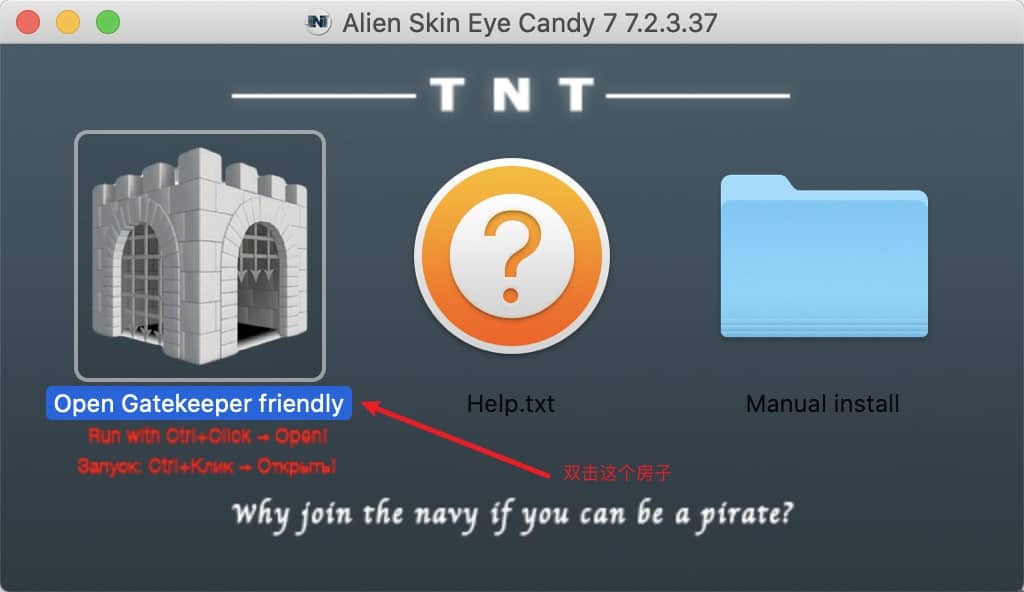 Alien Skin Eye Candy 7 7.2.3.37
TNT
Open Gatekeeper friendly
Help.txt
Manual install
Run with Ctrl+Click → Open!
Запуск: Ctrl+Клик → Открыть!
双击这个房子
Why join the navy if you can be a pirate?